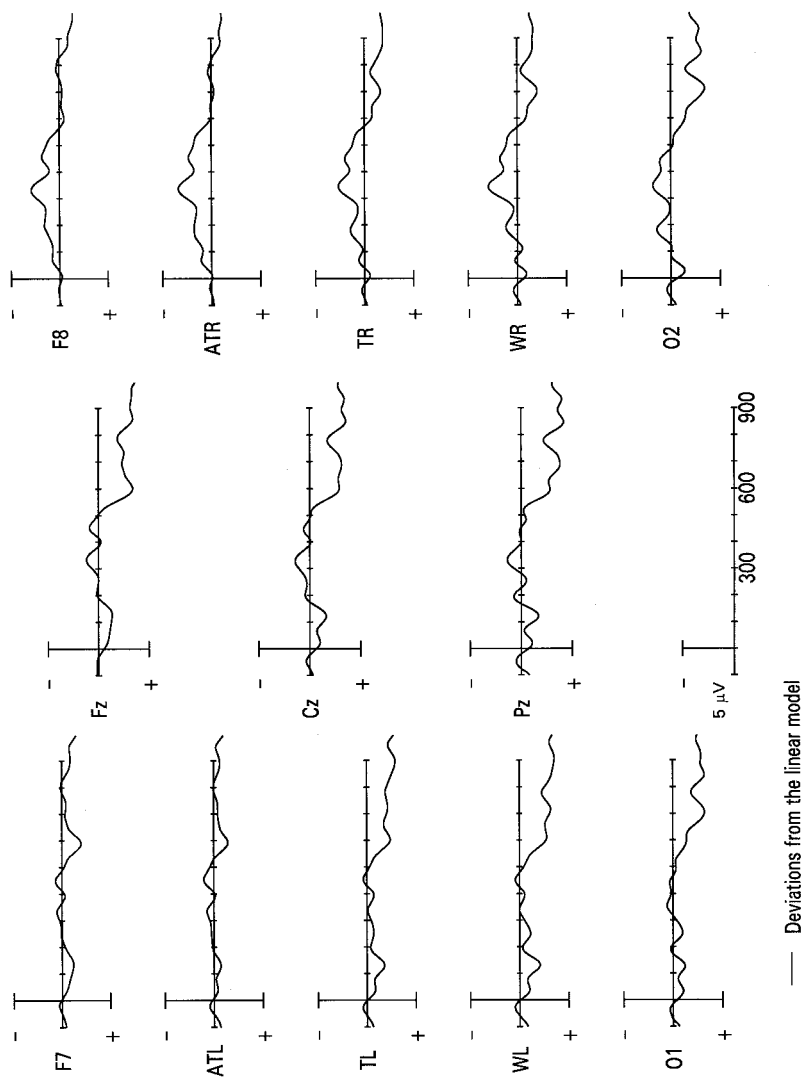 F7
-
+
Fz
-
+
F8
-
+
ATL
-
+
ATR
-
+
Cz
-
+
TL
-
+
TR
-
+
WL
-
+
Pz
-
+
WR
-
+
O1
-
+
O2
-
+
-
5 μV
300
600
900
Deviations from the linear model